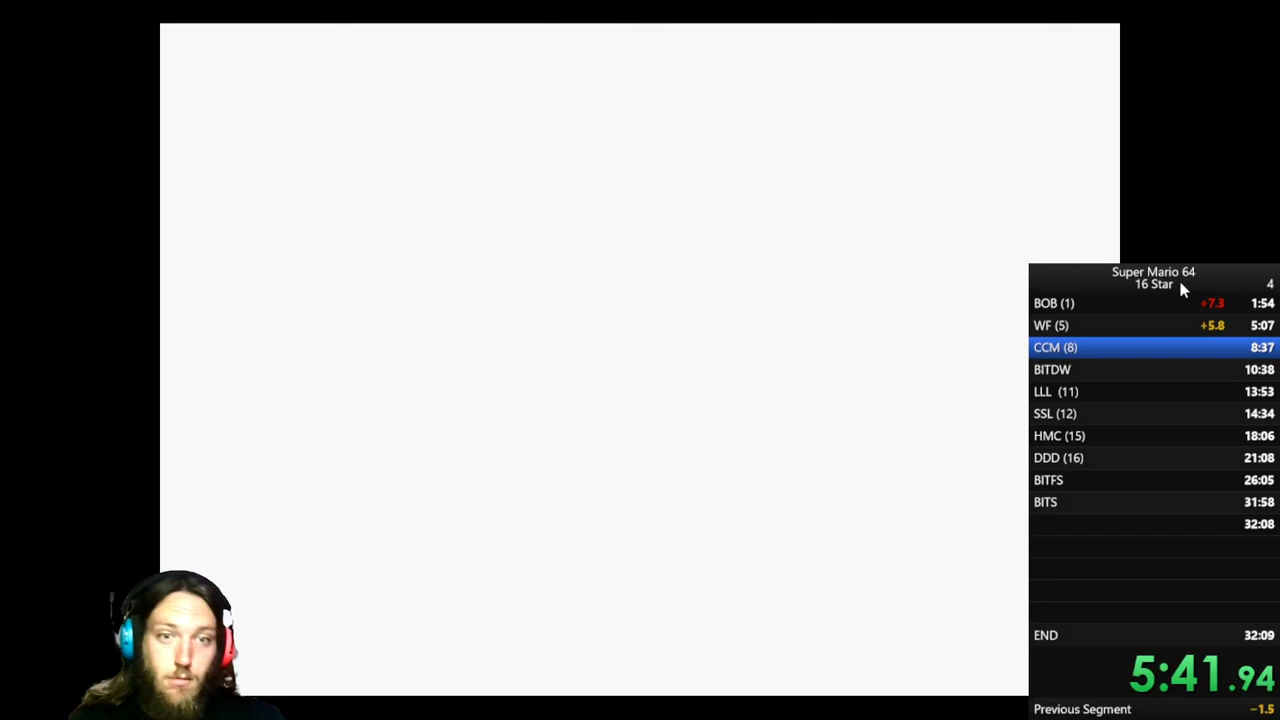 Super Mario 64
16 Star 4
BOB (1) +7.3 1:54
WF (5) +5.8 5:07
CCM (8) 8:37
BITDW 10:38
LLL (11) 13:53
SSL (12) 14:34
HMC (15) 18:06
DDD (16) 21:08
BITFS 26:05
BITS 31:58
32:08
END 32:09
5:41.94
Previous Segment −1.5